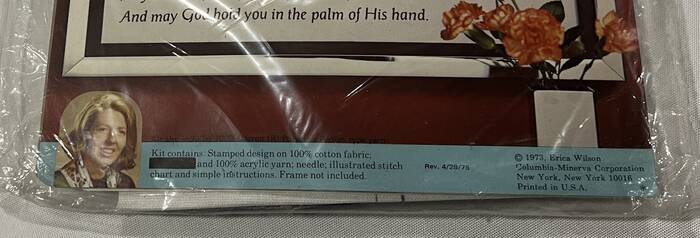 And may God hold you in the palm of His hand.
Kit contains: Stamped design on 100% cotton fabric;
and 100% acrylic yarn; needle; illustrated stitch
chart and simple instructions. Frame not included.
Rev. 4/29/75
© 1973, Erica Wilson
Columbia-Minerva Corporation
New York, New York 10016
Printed in U.S.A.